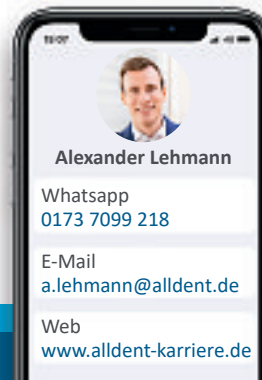 Alexander Lehmann
Whatsapp
0173 7099 218
E-Mail
a.lehmann@alldent.de
Web
www.alldent-karriere.de